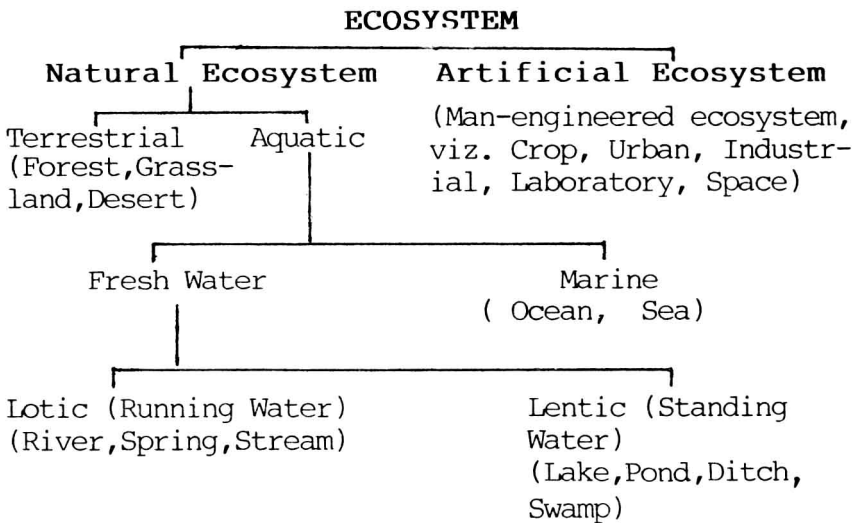 ECOSYSTEM
Natural Ecosystem
Artificial Ecosystem
Terrestrial
(Forest,Grass-
land,Desert)
Aquatic
(Man-engineered ecosystem,
viz. Crop, Urban, Industr-
ial, Laboratory, Space)
Fresh Water
Marine
( Ocean, Sea)
Lotic (Running Water)
(River,Spring,Stream)
Lentic (Standing
Water)
(Lake,Pond,Ditch,
Swamp)